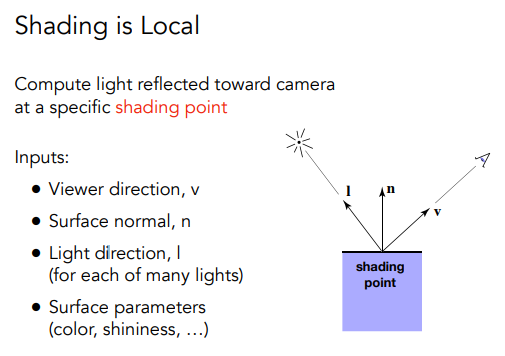 Shading is Local
Compute light reflected toward camera
at a specific shading point
Inputs:
• Viewer direction, v
• Surface normal, n
• Light direction, l
(for each of many lights)
• Surface parameters
(color, shininess, …)
l
n
v
shading
point